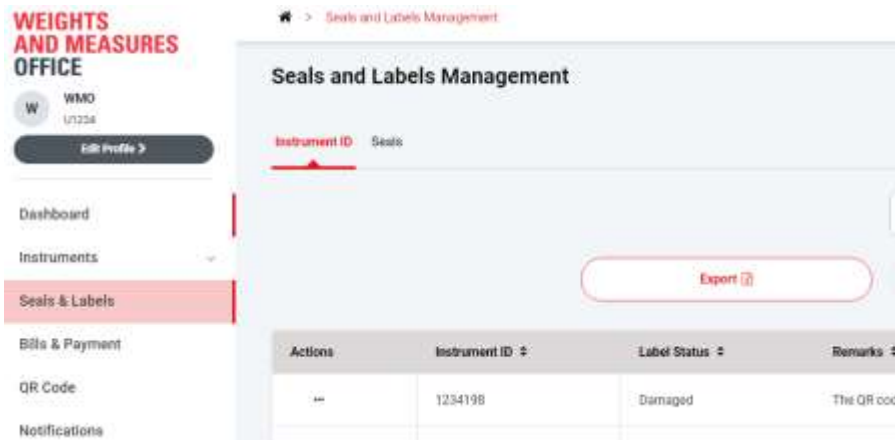 WEIGHTS
AND MEASURES
OFFICE
W
WMO
U1234
Edit Profile >
Dashboard
Instruments
Seals & Labels
Bills & Payment
QR Code
Notifications
> Seals and Labels Management
Seals and Labels Management
Instrument ID Seals
Export
Actions Instrument ID Label Status Remarks
... 1234198 Damaged The QR